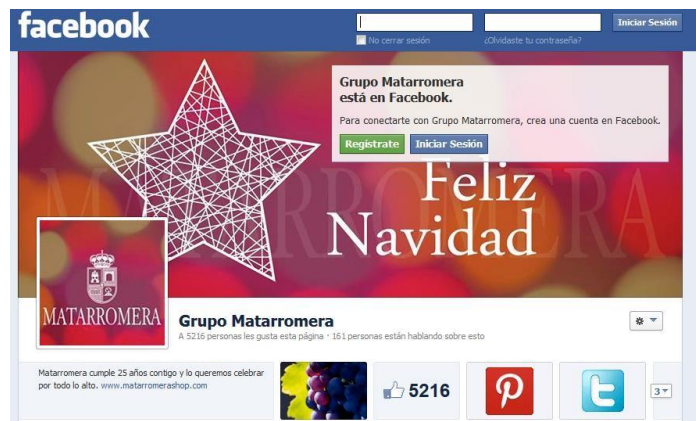 facebook
Iniciar Sesión
No cerrar sesión
¿Olvidaste tu contraseña?
Grupo Matarromera
está en Facebook.
Para conectarte con Grupo Matarromera, crea una cuenta en Facebook.
Regístrate Iniciar Sesión
MATARROMERA
Feliz
Navidad
MATARROMERA
Grupo Matarromera
A 5216 personas les gusta esta página · 161 personas están hablando sobre esto
Matarromera cumple 25 años contigo y lo queremos celebrar
por todo lo alto. www.matarromerashop.com
5216
3